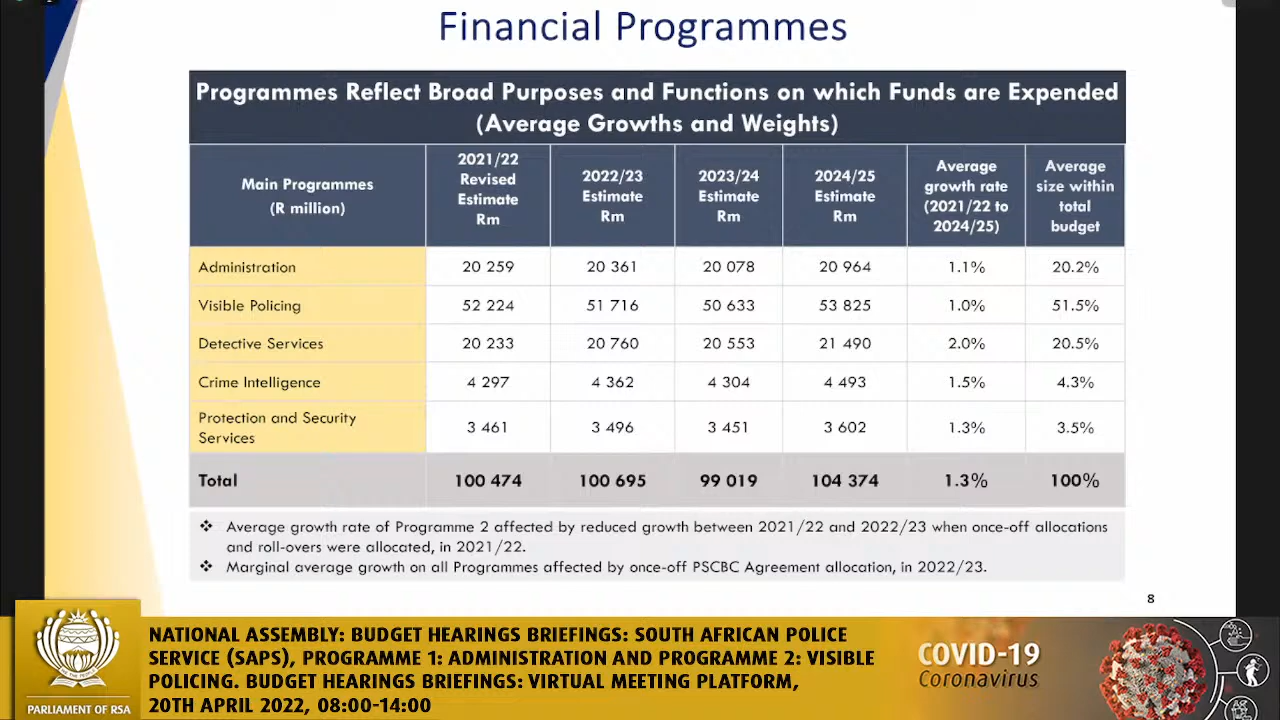 Financial Programmes
Programmes Reflect Broad Purposes and Functions on which Funds are Expended
(Average Growths and Weights)
Main Programmes (R million) 2021/22 Revised Estimate Rm 2022/23 Estimate Rm 2023/24 Estimate Rm 2024/25 Estimate Rm Average growth rate (2021/22 to 2024/25) Average size within total budget
Administration 20 259 20 361 20 078 20 964 1.1% 20.2%
Visible Policing 52 224 51 716 50 633 53 825 1.0% 51.5%
Detective Services 20 233 20 760 20 553 21 490 2.0% 20.5%
Crime Intelligence 4 297 4 362 4 304 4 493 1.5% 4.3%
Protection and Security Services 3 461 3 496 3 451 3 602 1.3% 3.5%
Total 100 474 100 695 99 019 104 374 1.3% 100%
❖ Average growth rate of Programme 2 affected by reduced growth between 2021/22 and 2022/23 when once-off allocations
and roll-overs were allocated, in 2021/22.
❖ Marginal average growth on all Programmes affected by once-off PSCBC Agreement allocation, in 2022/23.
8
NATIONAL ASSEMBLY: BUDGET HEARINGS BRIEFINGS: SOUTH AFRICAN POLICE
SERVICE (SAPS), PROGRAMME 1: ADMINISTRATION AND PROGRAMME 2: VISIBLE
POLICING. BUDGET HEARINGS BRIEFINGS: VIRTUAL MEETING PLATFORM,
20TH APRIL 2022, 08:00-14:00
PARLIAMENT OF RSA
COVID-19
Coronavirus